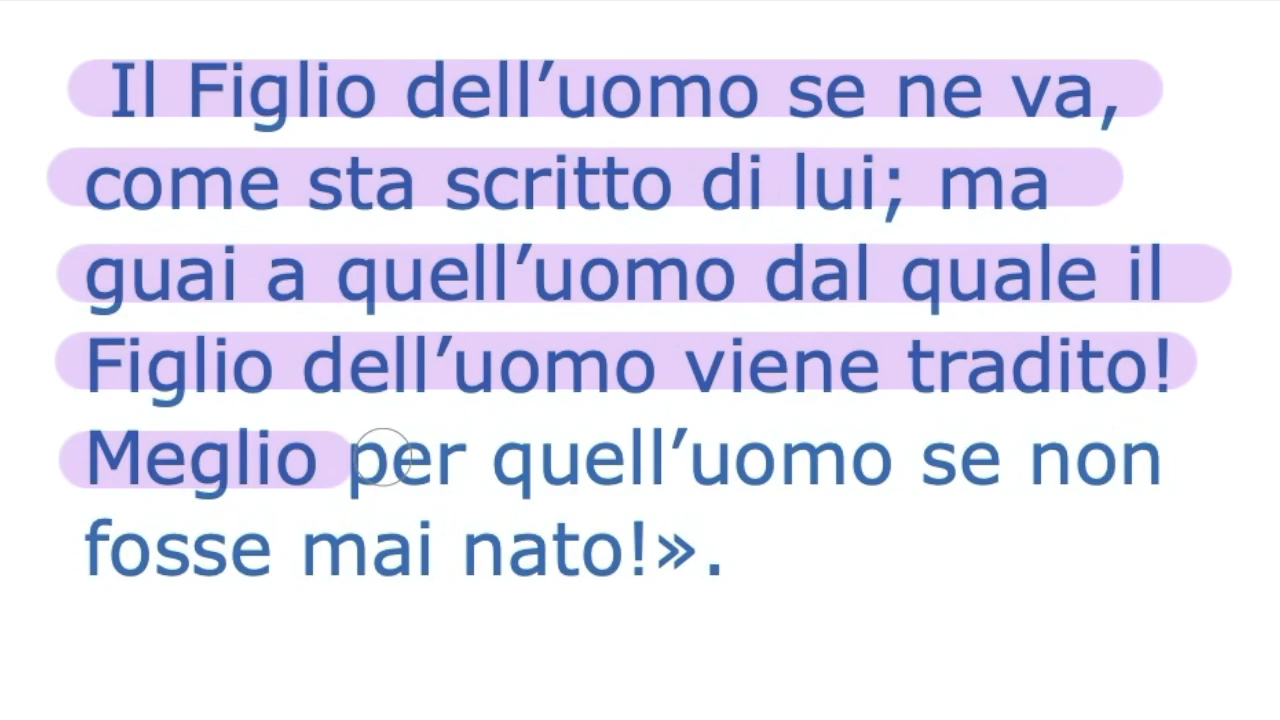 Il Figlio dell’uomo se ne va,
come sta scritto di lui; ma
guai a quell’uomo dal quale il
Figlio dell’uomo viene tradito!
Meglio per quell’uomo se non
fosse mai nato!».